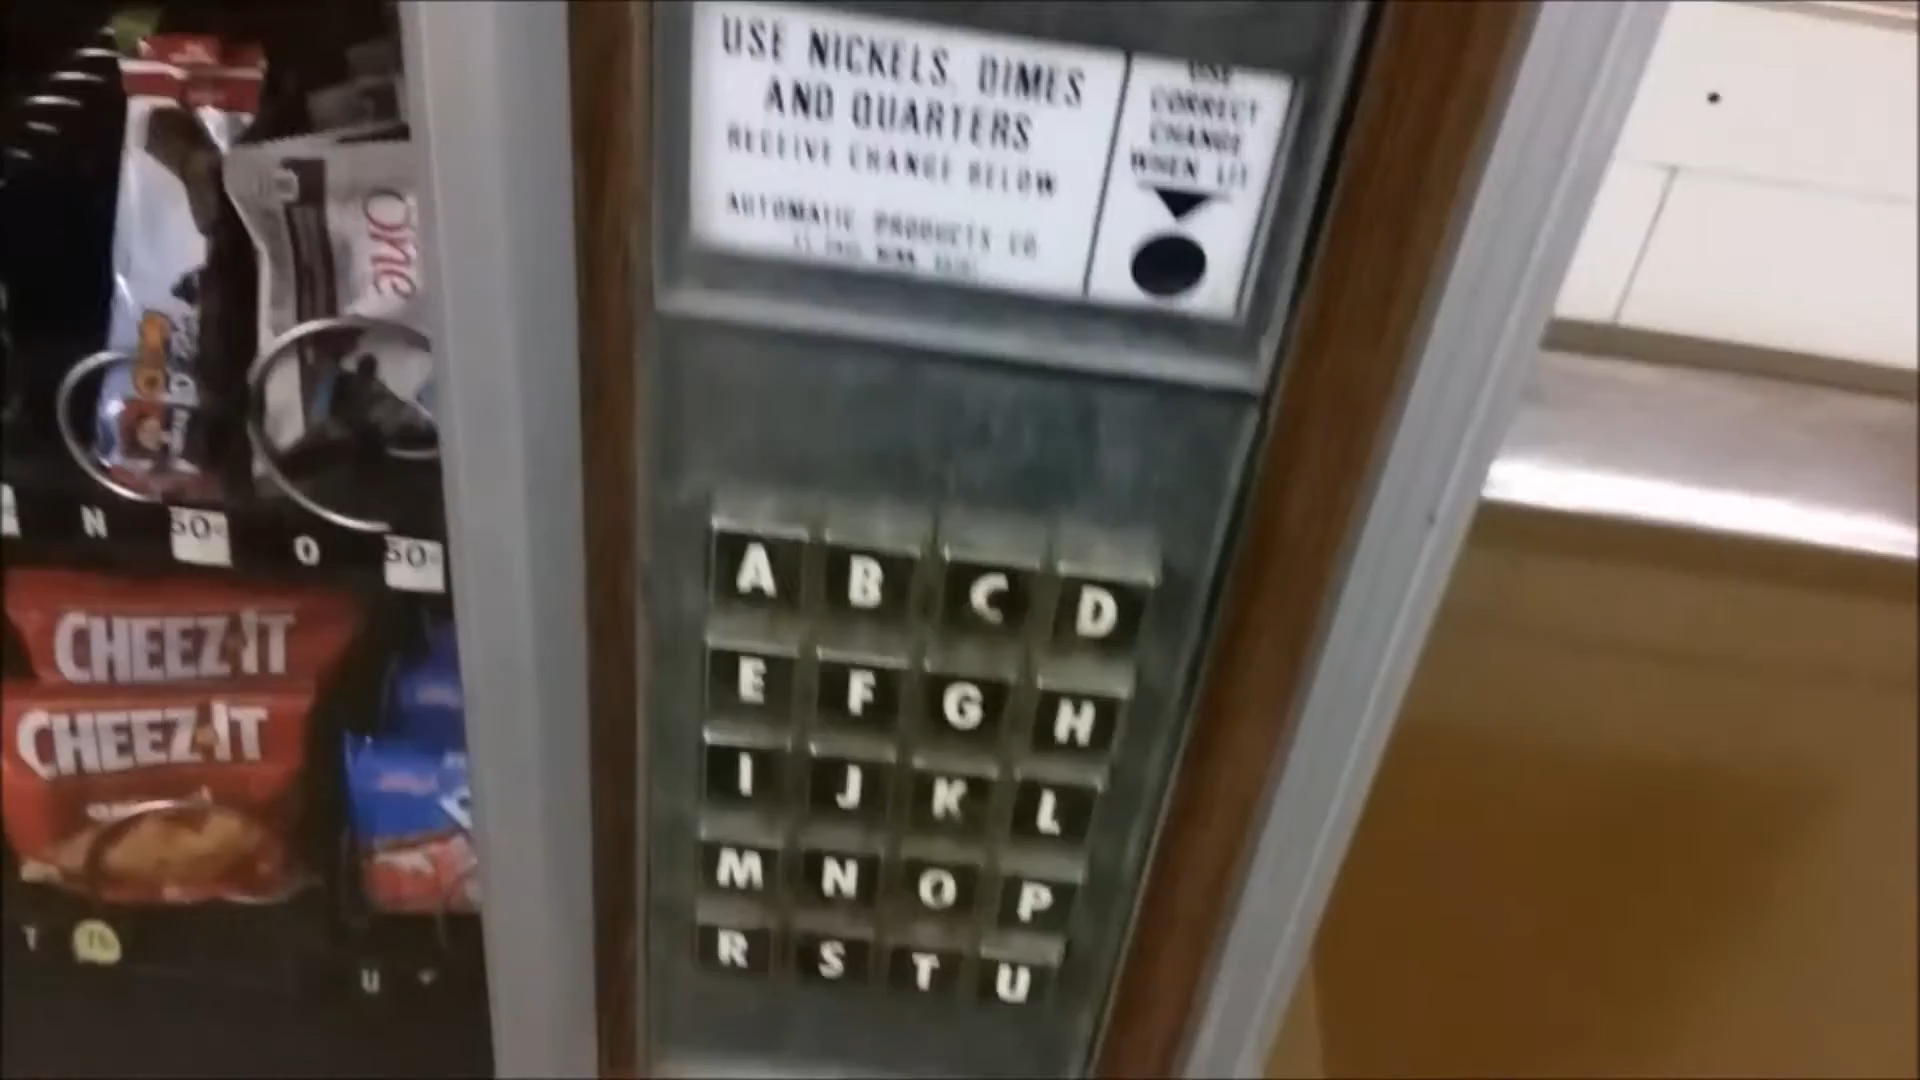 USE NICKELS, DIMES
AND QUARTERS
RECEIVE CHANGE BELOW
AUTOMATIC PRODUCTS CO
USE
CORRECT
CHANGE
WHEN LIT
One
N 50¢ O 50¢
CHEEZ-IT
CHEEZ-IT
T
U
A B C D
E F G H
I J K L
M N O P
R S T U